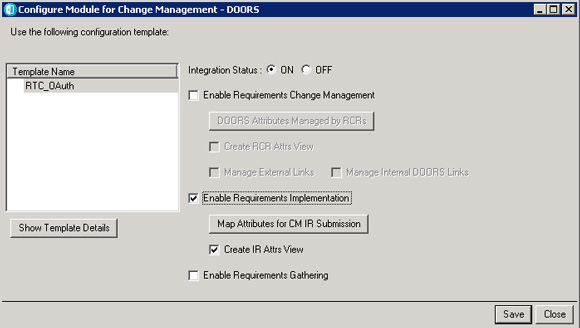 Configure Module for Change Management - DOORS
Use the following configuration template:
Template Name
RTC_OAuth
Show Template Details
Integration Status : ON OFF
Enable Requirements Change Management
DOORS Attributes Managed by RCRs
Create RCR Attrs View
Manage External Links Manage Internal DOORS Links
Enable Requirements Implementation
Map Attributes for CM IR Submission
Create IR Attrs View
Enable Requirements Gathering
Save Close